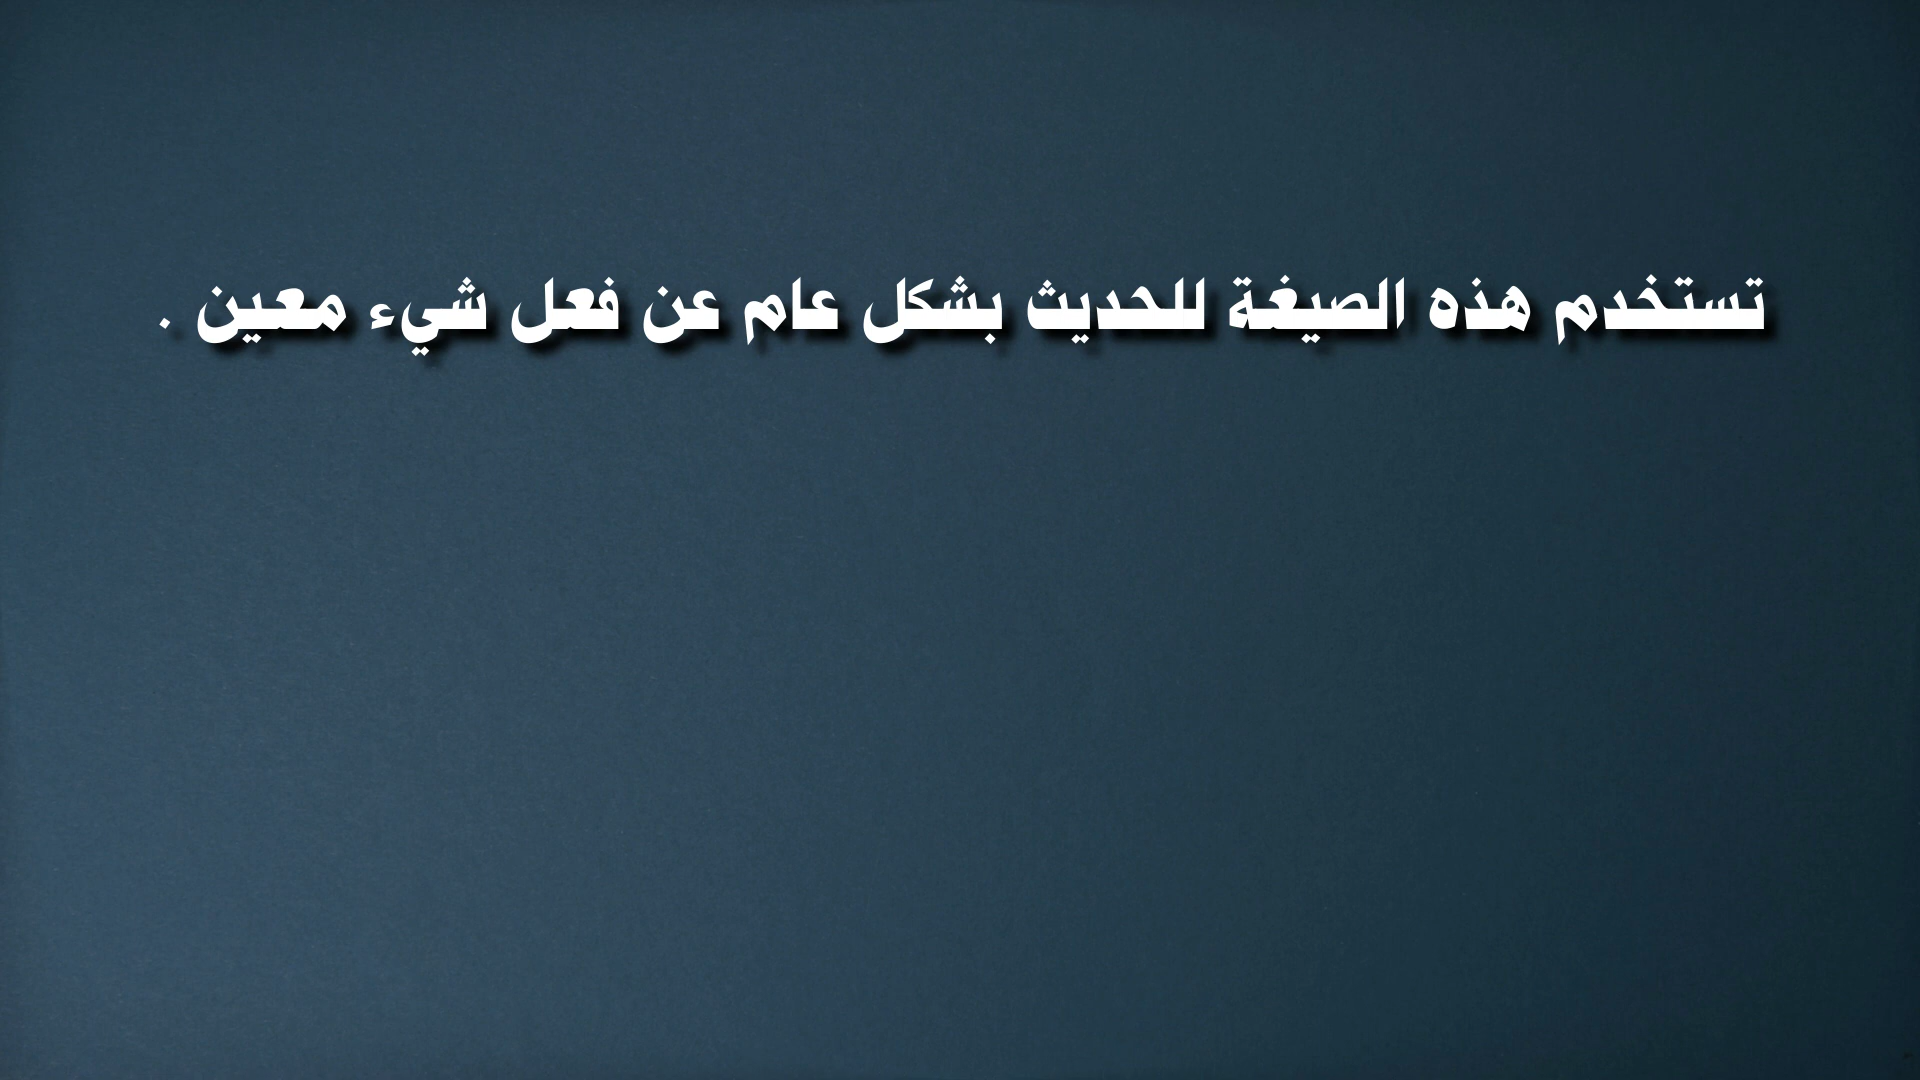 تستخدم هذه الصيغة للحديث بشكل عام عن فعل شيء معين .